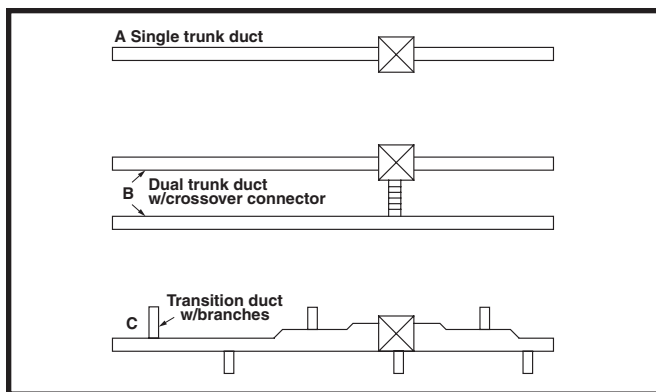 A Single trunk duct
B Dual trunk duct
w/crossover connector
C Transition duct
w/branches